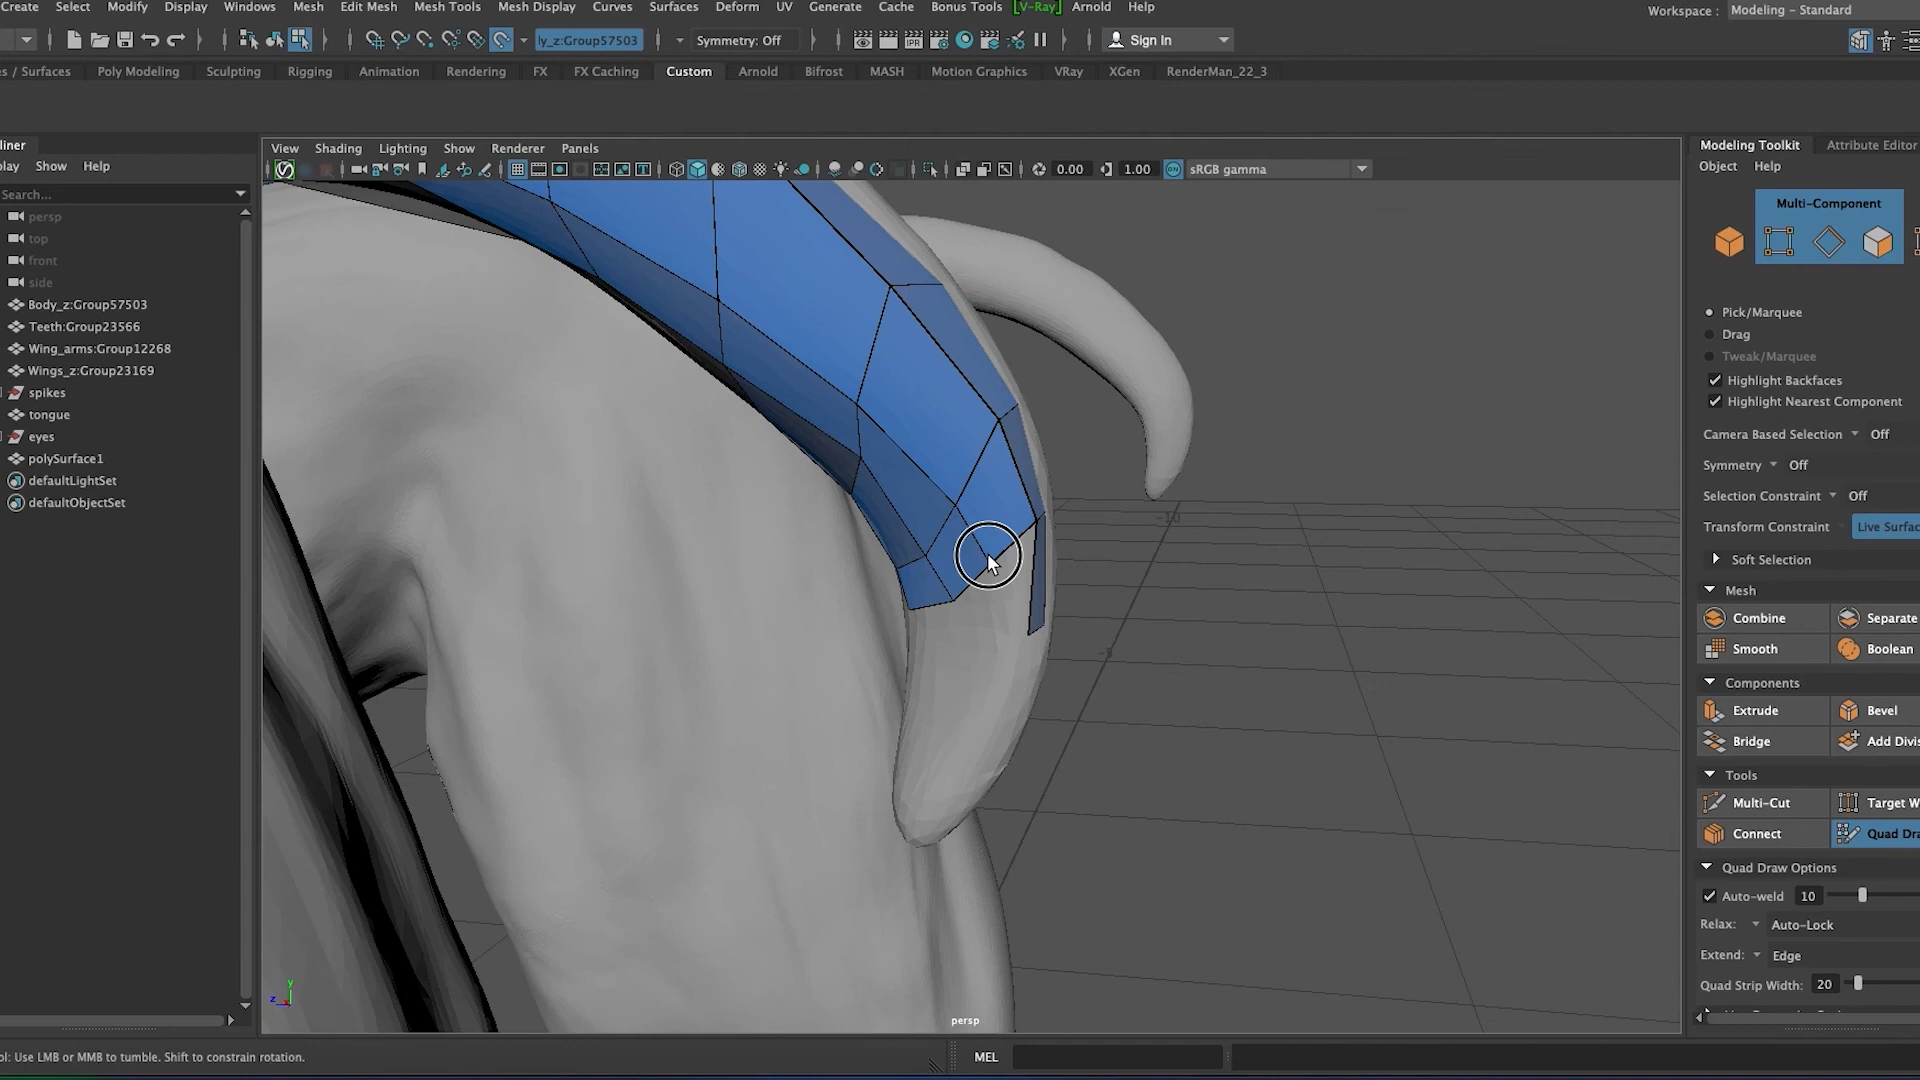 Create Select Modify Display Windows Mesh Edit Mesh Mesh Tools Mesh Display Curves Surfaces Deform UV Generate Cache Bonus Tools [V-Ray] Arnold Help
Workspace : Modeling - Standard
ly_z:Group57503 Symmetry: Off IPR Sign In
es / Surfaces Poly Modeling Sculpting Rigging Animation Rendering FX FX Caching Custom Arnold Bifrost MASH Motion Graphics VRay XGen RenderMan_22_3
liner
play Show Help
Search...
persp
top
front
side
Body_z:Group57503
Teeth:Group23566
Wing_arms:Group12268
Wings_z:Group23169
spikes
tongue
eyes
polySurface1
defaultLightSet
defaultObjectSet
View Shading Lighting Show Renderer Panels
0.00 1.00 ON sRGB gamma
y
z
persp
Modeling Toolkit Attribute Editor
Object Help
Multi-Component
Pick/Marquee
Drag
Tweak/Marquee
Highlight Backfaces
Highlight Nearest Component
Camera Based Selection Off
Symmetry Off
Selection Constraint Off
Transform Constraint Live Surfac
Soft Selection
Mesh
Combine Separate
Smooth Boolean
Components
Extrude Bevel
Bridge Add Divis
Tools
Multi-Cut Target W
Connect Quad Dra
Quad Draw Options
Auto-weld 10
Relax: Auto-Lock
Extend: Edge
Quad Strip Width: 20
ol: Use LMB or MMB to tumble. Shift to constrain rotation.
MEL